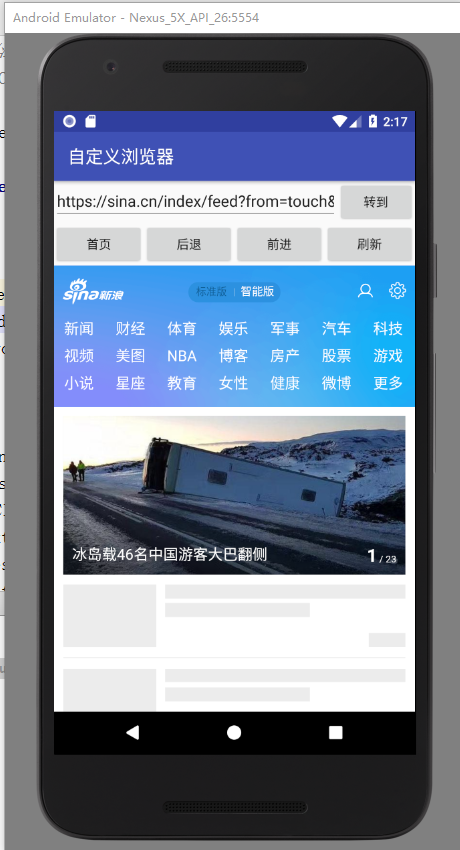 Android Emulator - Nexus_5X_API_26:5554
2:17
自定义浏览器
https://sina.cn/index/feed?from=touch& 转到
首页 后退 前进 刷新
sina新浪 标准版 智能版
新闻 财经 体育 娱乐 军事 汽车 科技
视频 美图 NBA 博客 房产 股票 游戏
小说 星座 教育 女性 健康 微博 更多
冰岛载46名中国游客大巴翻侧 1 / 23